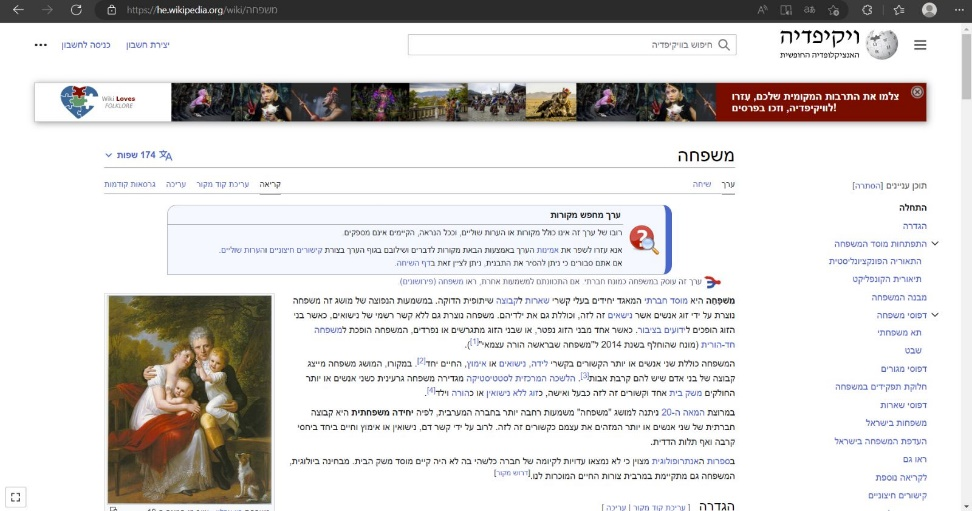 https://he.wikipedia.org/wiki/משפחה
ויקיפדיה
האנציקלופדיה החופשית
חיפוש בוויקיפדיה
יצירת חשבון
כניסה לחשבון
צלמו את התרבות המקומית שלכם, עזרו
לוויקיפדיה, וזכו בפרסים!
Wiki Loves
FOLKLORE
משפחה
174 שפות
ערך
שיחה
קריאה
עריכת קוד מקור
עריכה
גרסאות קודמות
ערך מחפש מקורות
רובו של ערך זה אינו כולל מקורות או הערות שוליים, וככל הנראה, הקיימים אינם מספקים.
אנא עזרו לשפר את אמינות הערך באמצעות הבאת מקורות לדברים ושילובם בגוף הערך בצורת קישורים חיצוניים והערות שוליים.
אם אתם סבורים כי ניתן להסיר את התבנית, ניתן לציין זאת בדף השיחה.
ערך זה עוסק במשפחה כמונח חברתי. אם התכוונתם למשמעות אחרת, ראו משפחה (פירושונים).
משפחה היא מוסד חברתי המאגד יחידים בעלי קשרי שארות לקבוצה שיתופית הדוקה. במשמעות הנפוצה של מושג זה משפחה
נוצרת על ידי זוג אנשים אשר נישאים זה לזה, וכוללת גם את ילדיהם. משפחה נוצרת גם ללא קשר רשמי של נישואים, כאשר בני
הזוג הופכים לידועים בציבור. כאשר אחד מבני הזוג נפטר, או שבני הזוג מתגרשים או נפרדים, המשפחה הופכת למשפחה
חד-הורית (מונח שהוחלף בשנת 2014 ל"משפחה שבראשה הורה עצמאי"[1]).
המשפחה כוללת שני אנשים או יותר הקשורים בקשרי לידה, נישואים או אימוץ, החיים יחד[2]. במקורו, המושג משפחה מייצג
קבוצה של בני אדם שיש להם קרבת אבות[3]. הלשכה המרכזית לסטטיסטיקה מגדירה משפחה גרעינית כשני אנשים או יותר
החולקים משק בית אחד וקשורים זה לזה כבעל ואישה, כזוג ללא נישואין או כהורה וילד[4].
במרוצת המאה ה-20 ניתנה למושג "משפחה" משמעות רחבה יותר בחברה המערבית, לפיה יחידה משפחתית היא קבוצה
חברתית של שני אנשים או יותר המזהים את עצמם כקשורים זה לזה. לרוב על ידי קשר דם, נישואין או אימוץ וחיים ביחד ביחסי
קרבה ואף תלות הדדית.
בספרות האנתרופולוגית מצוין כי לא נמצאו עדויות לקיומה של חברה כלשהי בה לא היה קיים מוסד משק הבית. מבחינה ביולוגית,
המשפחה גם מתקיימת במרבית צורות החיים המוכרות לנו.[דרוש מקור]
הגדרה [ עריכת קוד מקור | עריכה ]
תוכן עניינים [הסתרה]
התחלה
הגדרה
התפתחות מוסד המשפחה
התאוריה הפונקציונליסטית
תיאורית הקונפליקט
מבנה המשפחה
דפוסי משפחה
תא משפחתי
שבט
דפוסי מגורים
חלוקת תפקידים במשפחה
דפוסי שארות
משפחות בישראל
העדפת המשפחה בישראל
ראו גם
לקריאה נוספת
קישורים חיצוניים